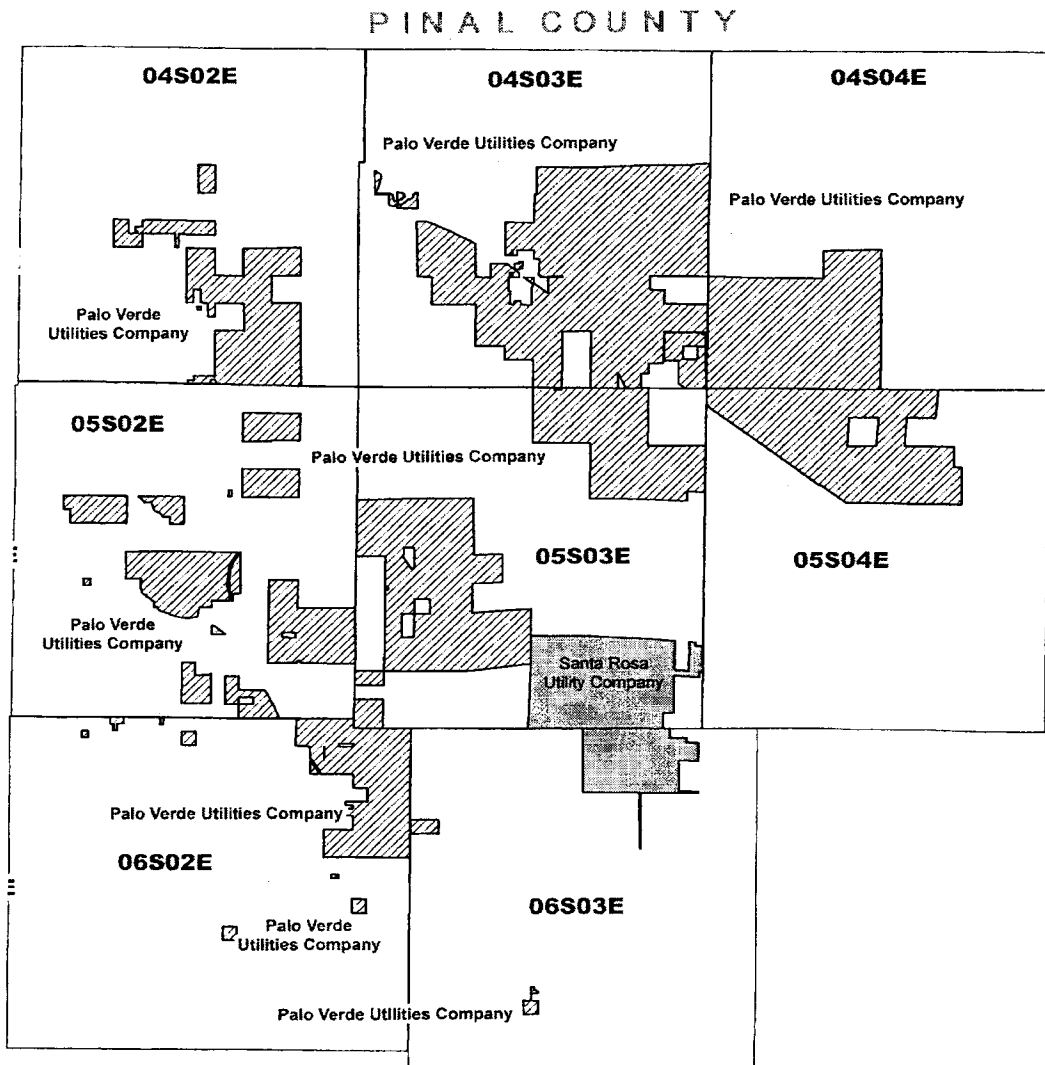 PINAL COUNTY
04S02E
04S03E
04S04E
Palo Verde Utilities Company
Palo Verde Utilities Company
Palo Verde
Utilities Company
05S02E
Palo Verde Utilities Company
05S03E
05S04E
Palo Verde
Utilities Company
Santa Rosa
Utility Company
Palo Verde Utilities Company
06S02E
06S03E
Palo Verde
Utilities Company
Palo Verde Utilities Company